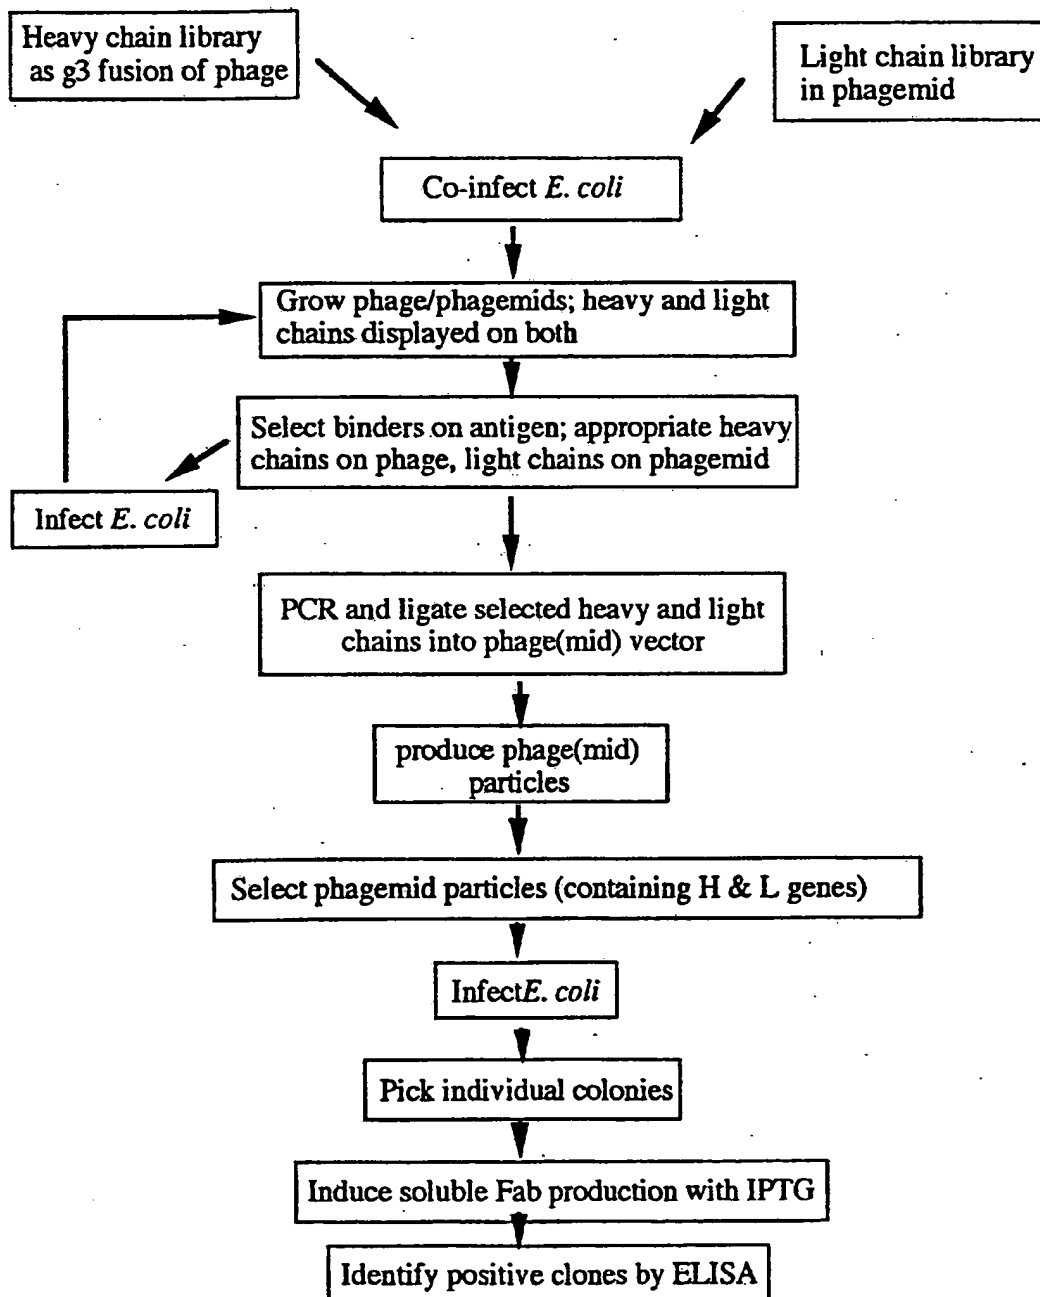 Heavy chain library
as g3 fusion of phage
Light chain library
in phagemid
Co-infect E. coli
Grow phage/phagemids; heavy and light
chains displayed on both
Select binders on antigen; appropriate heavy
chains on phage, light chains on phagemid
Infect E. coli
PCR and ligate selected heavy and light
chains into phage(mid) vector
produce phage(mid)
particles
Select phagemid particles (containing H & L genes)
InfectE. coli
Pick individual colonies
Induce soluble Fab production with IPTG
Identify positive clones by ELISA